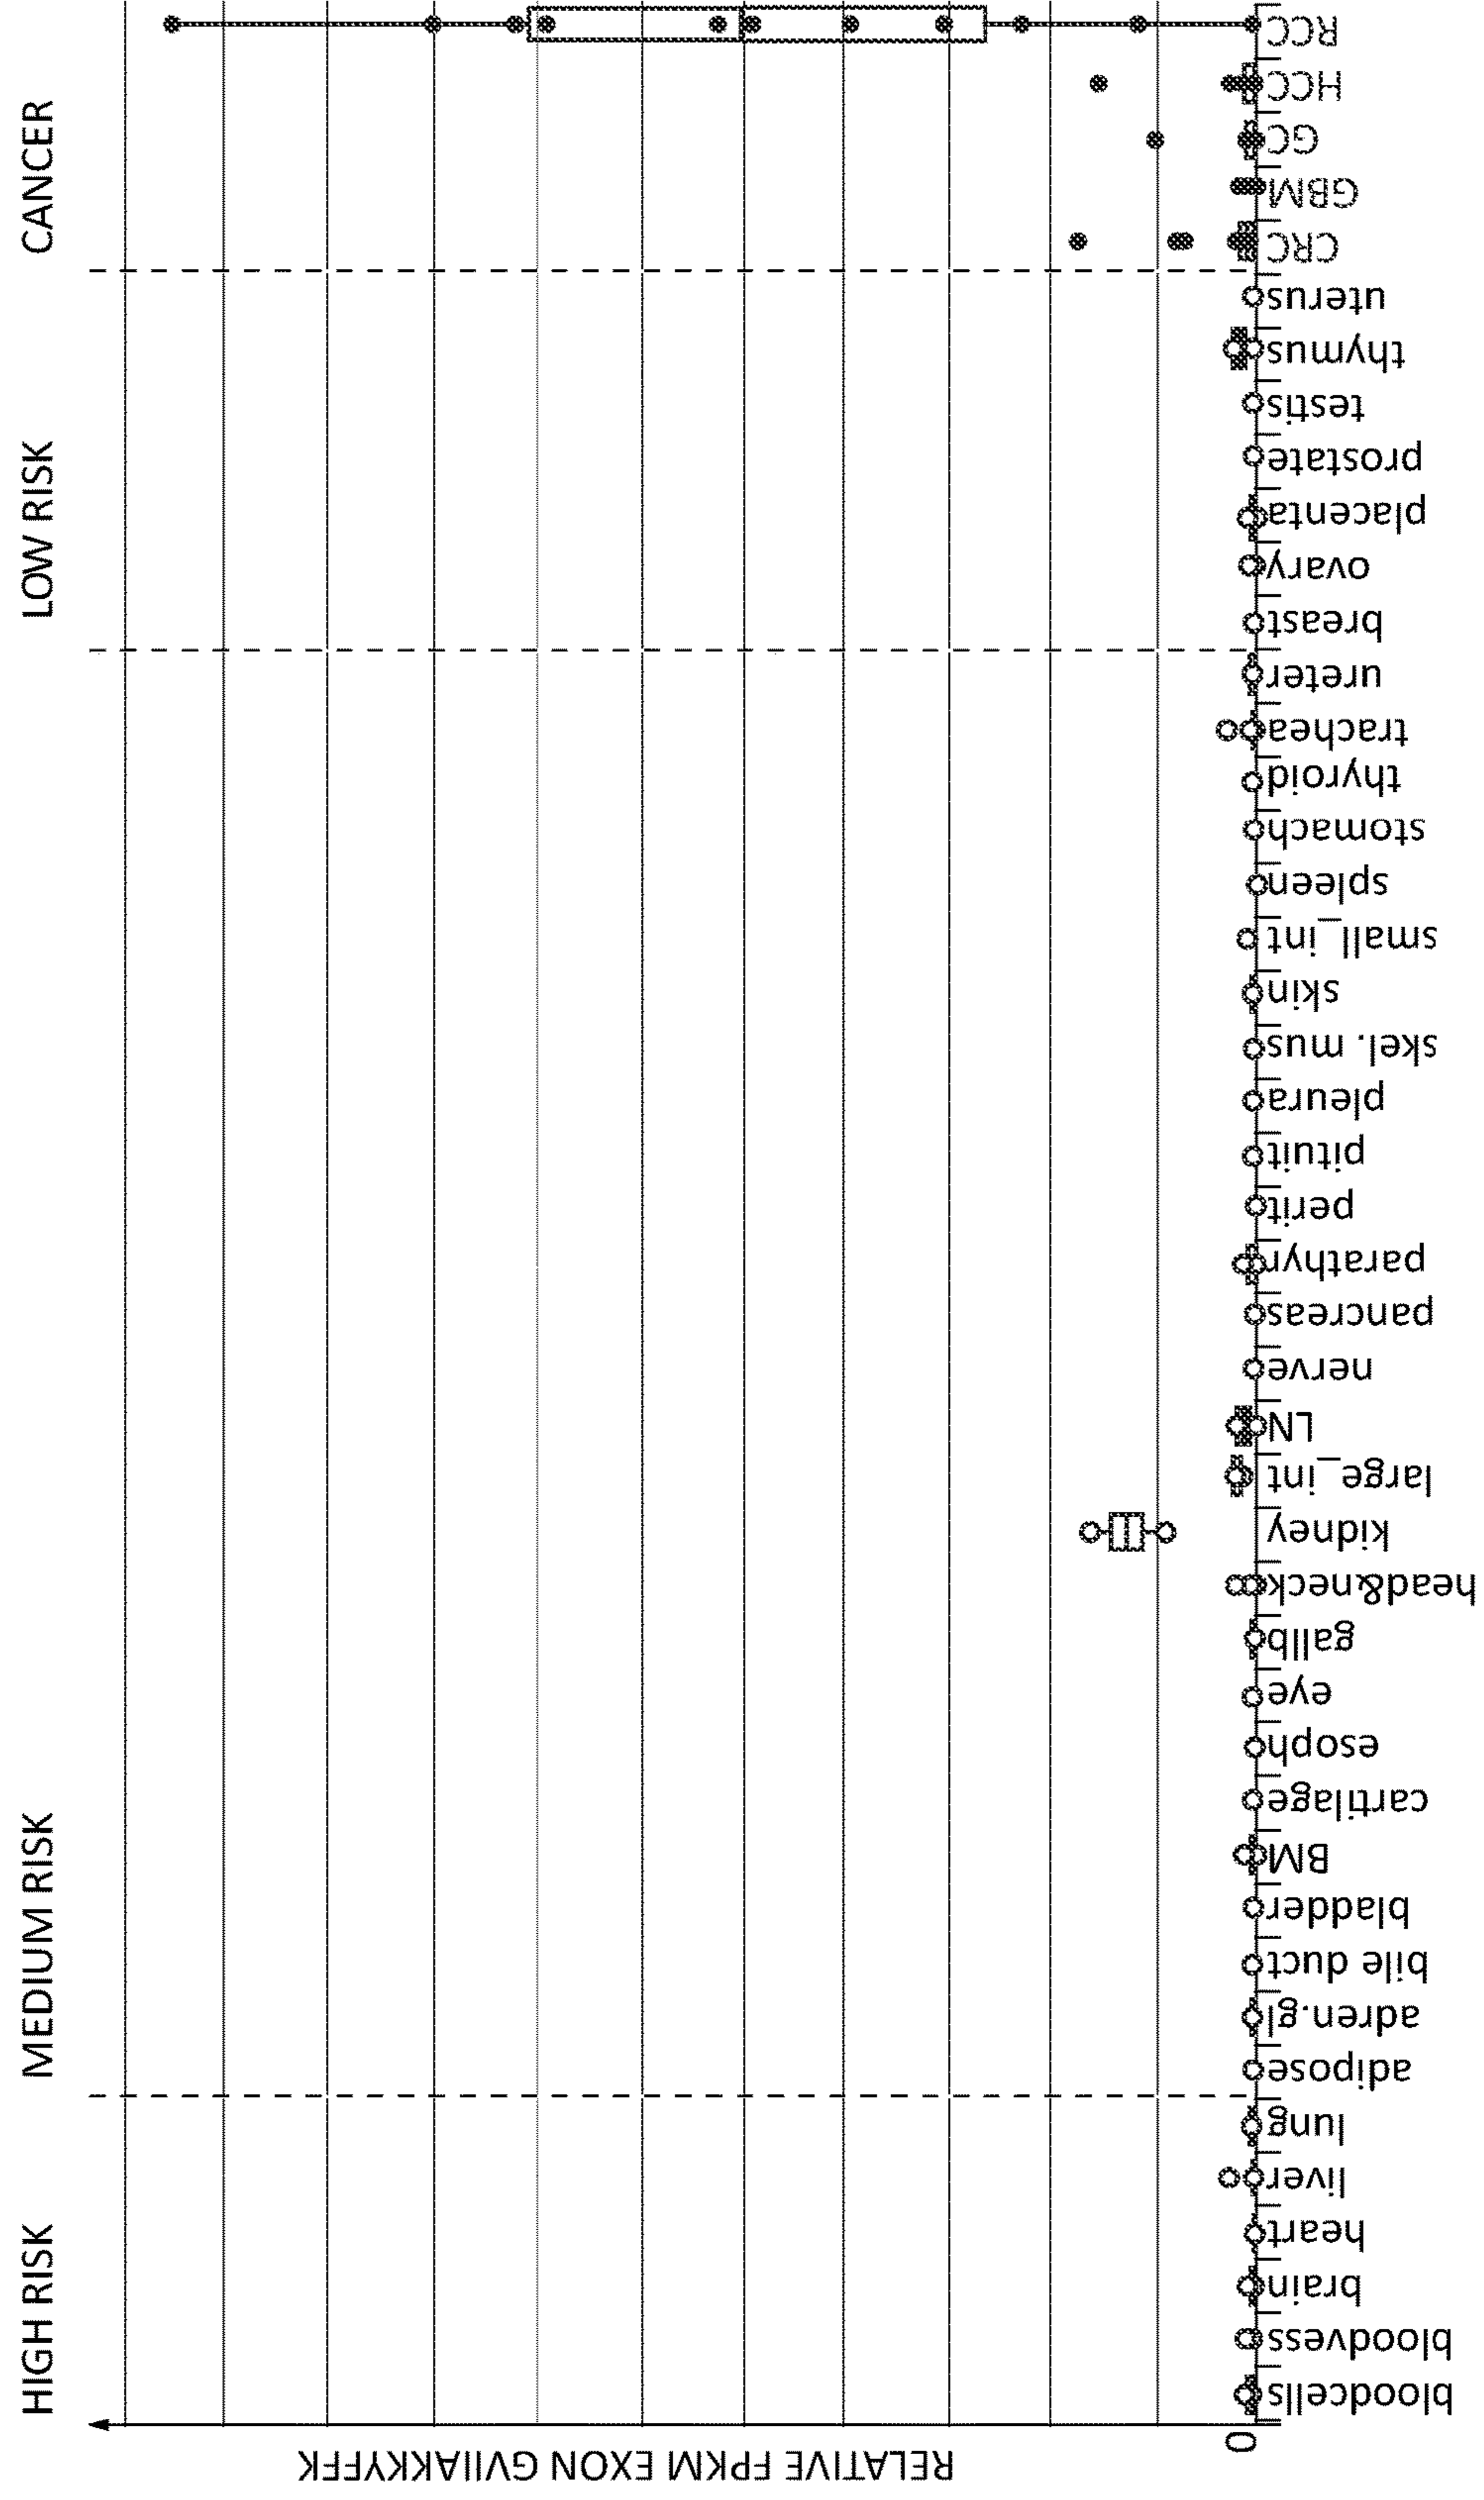 HIGH RISK
MEDIUM RISK
LOW RISK
CANCER
RELATIVE FPKM EXON GVIIAKKYFFK
0
bloodcells
bloodvess
brain
heart
liver
lung
adipose
adren.gl
bile duct
bladder
BM
cartilage
esoph
eye
gallb
head&neck
kidney
large_int
LN
nerve
pancreas
parathyr
perit
pituit
pleura
skel. mus
skin
small_int
spleen
stomach
thyroid
trachea
ureter
breast
ovary
placenta
prostate
testis
thymus
uterus
CRC
GBM
GC
HCC
RCC